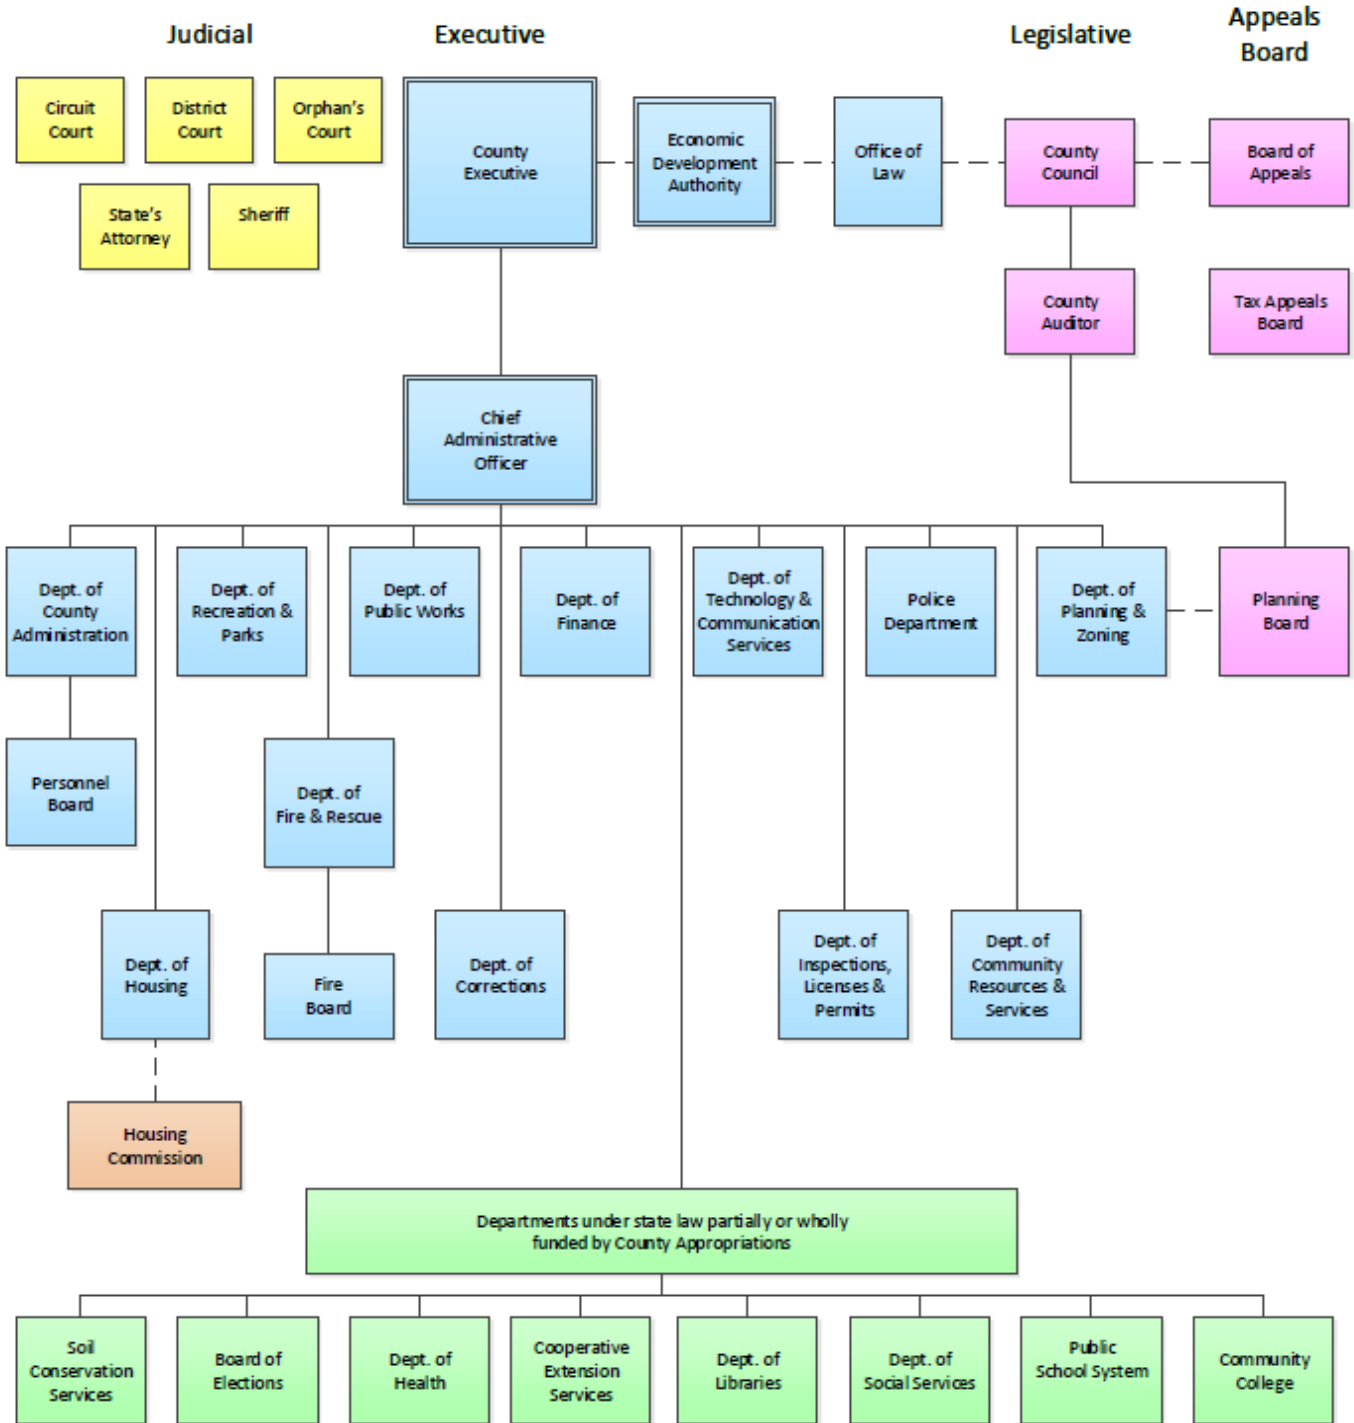 Judicial
Executive
Legislative
Appeals
Board
Circuit
Court
District
Court
Orphan's
Court
State's
Attorney
Sheriff
County
Executive
Economic
Development
Authority
Office of
Law
County
Council
Board of
Appeals
County
Auditor
Tax Appeals
Board
Chief
Administrative
Officer
Dept. of
County
Administration
Dept. of
Recreation &
Parks
Dept. of
Public Works
Dept. of
Finance
Dept. of
Technology &
Communication
Services
Police
Department
Dept. of
Planning &
Zoning
Planning
Board
Personnel
Board
Dept. of
Fire & Rescue
Dept. of
Housing
Fire
Board
Dept. of
Corrections
Dept. of
Inspections,
Licenses &
Permits
Dept. of
Community
Resources &
Services
Housing
Commission
Departments under state law partially or wholly
funded by County Appropriations
Soil
Conservation
Services
Board of
Elections
Dept. of
Health
Cooperative
Extension
Services
Dept. of
Libraries
Dept. of
Social Services
Public
School System
Community
College